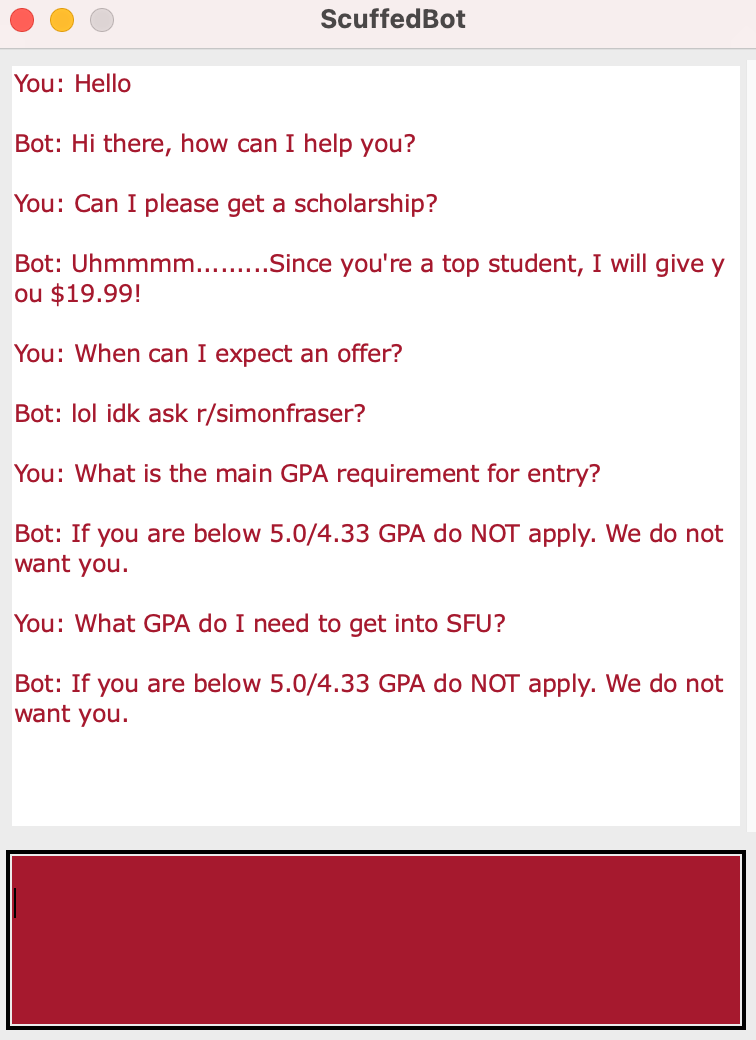 ScuffedBot
You: Hello
Bot: Hi there, how can I help you?
You: Can I please get a scholarship?
Bot: Uhmmmm.........Since you're a top student, I will give y
ou $19.99!
You: When can I expect an offer?
Bot: lol idk ask r/simonfraser?
You: What is the main GPA requirement for entry?
Bot: If you are below 5.0/4.33 GPA do NOT apply. We do not
want you.
You: What GPA do I need to get into SFU?
Bot: If you are below 5.0/4.33 GPA do NOT apply. We do not
want you.